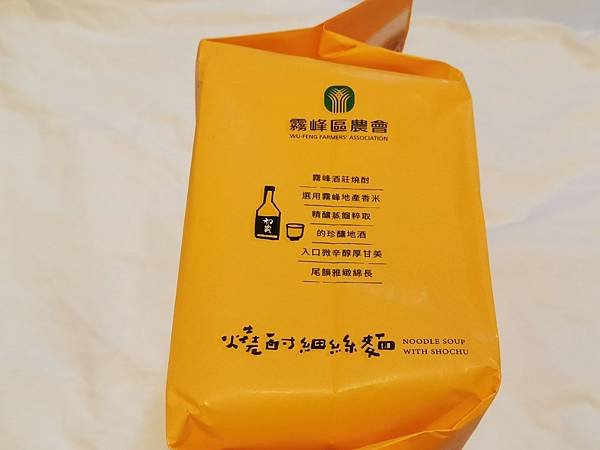 霧峰區農會
WU-FENG FARMERS' ASSOCIATION
霧峰酒莊燒酎
選用霧峰地產香米
精釀蒸餾粹取
的珍釀地酒
入口微辛醇厚甘美
尾韻雅緻綿長
初霧
燒酎細絲麵
NOODLE SOUP
WITH SHOCHU